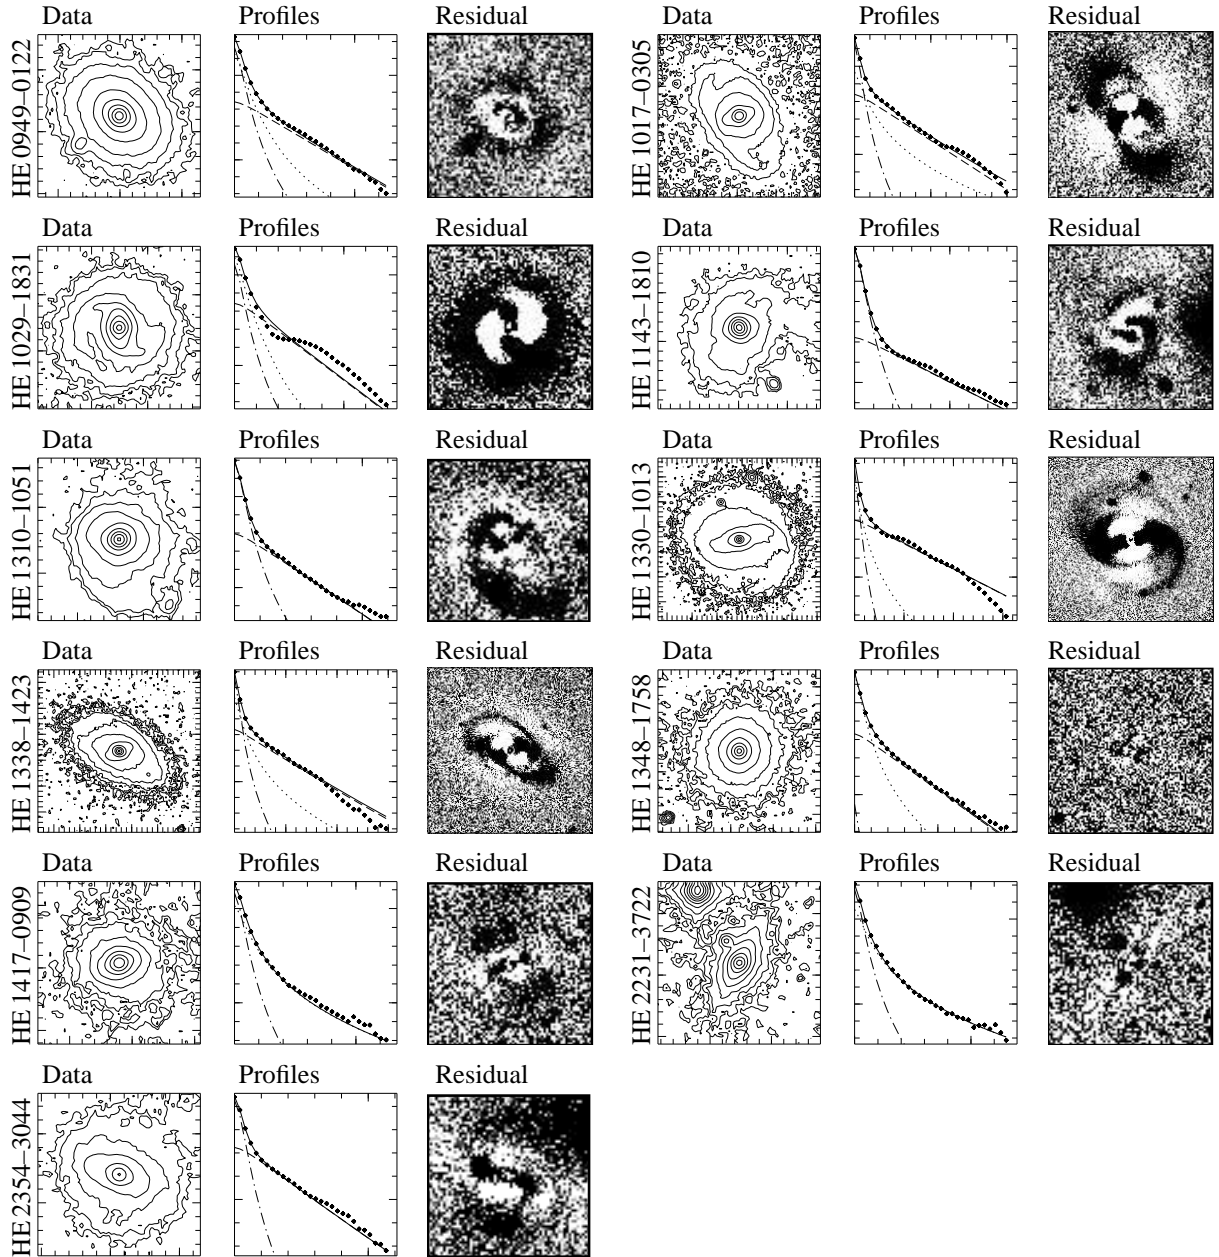 Data Profiles Residual Data Profiles Residual
HE 0949–0122
HE 1017–0305
Data Profiles Residual Data Profiles Residual
HE 1029–1831
HE 1143–1810
Data Profiles Residual Data Profiles Residual
HE 1310–1051
HE 1330–1013
Data Profiles Residual Data Profiles Residual
HE 1338–1423
HE 1348–1758
Data Profiles Residual Data Profiles Residual
HE 1417–0909
HE 2231–3722
Data Profiles Residual
HE 2354–3044